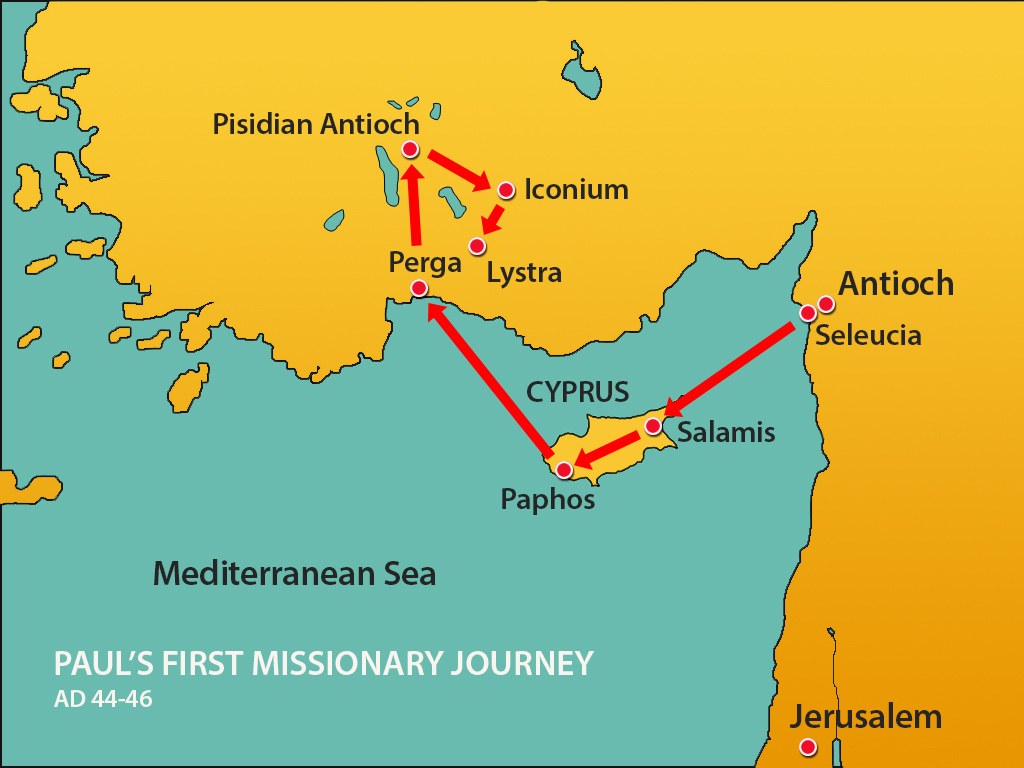 Pisidian Antioch
Iconium
Perga
Lystra
Antioch
Seleucia
CYPRUS
Salamis
Paphos
Mediterranean Sea
PAUL’S FIRST MISSIONARY JOURNEY
AD 44-46
Jerusalem